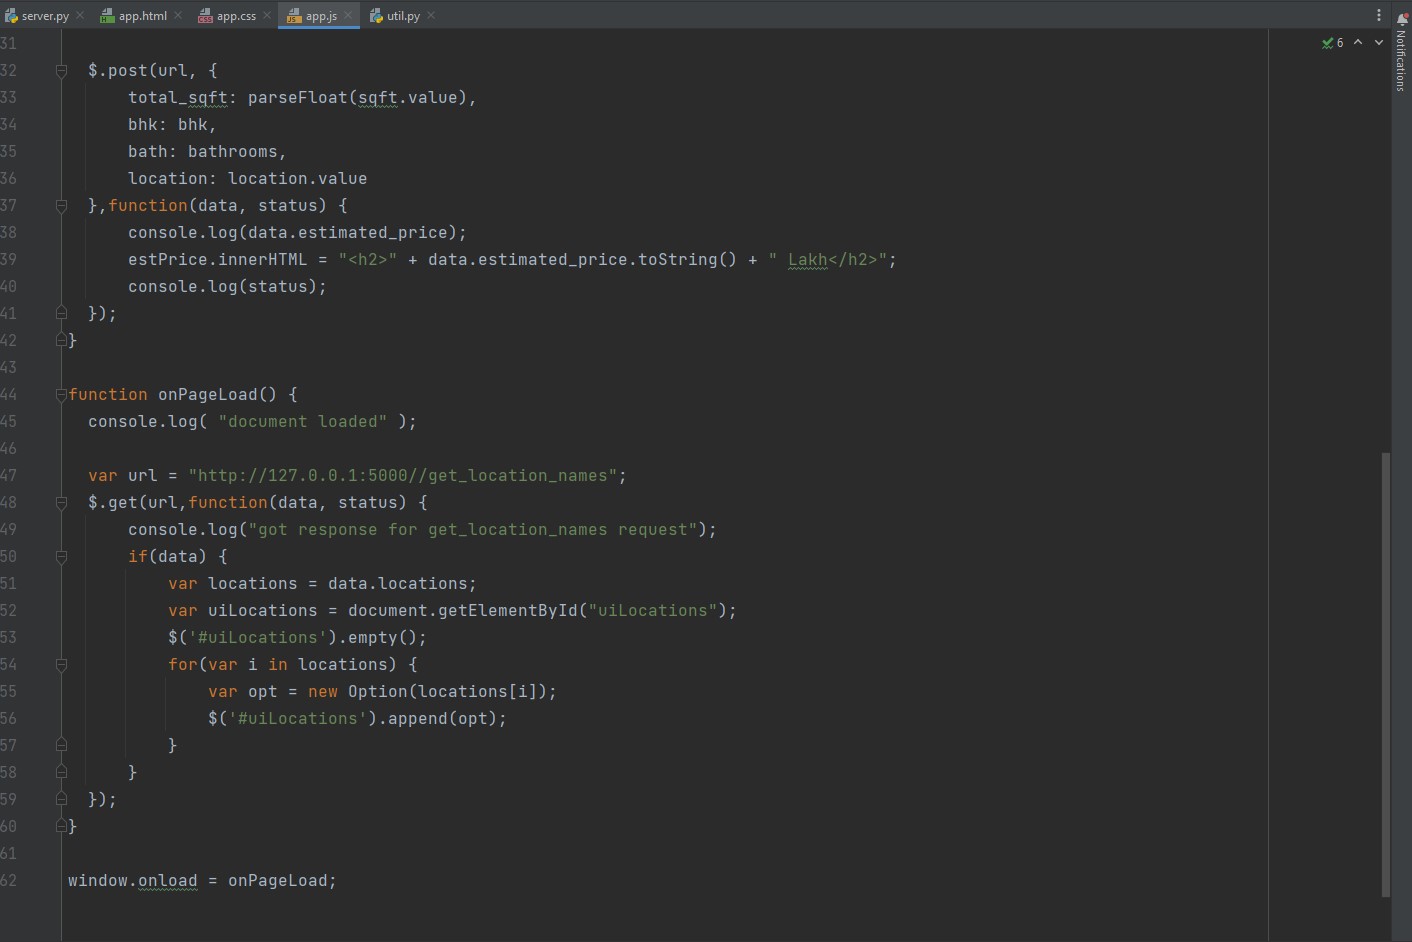 server.py app.html app.css app.js util.py
6
Notifications
31
32 $.post(url, {
33 total_sqft: parseFloat(sqft.value),
34 bhk: bhk,
35 bath: bathrooms,
36 location: location.value
37 },function(data, status) {
38 console.log(data.estimated_price);
39 estPrice.innerHTML = "<h2>" + data.estimated_price.toString() + " Lakh</h2>";
40 console.log(status);
41 });
42 }
43
44 function onPageLoad() {
45 console.log( "document loaded" );
46
47 var url = "http://127.0.0.1:5000//get_location_names";
48 $.get(url,function(data, status) {
49 console.log("got response for get_location_names request");
50 if(data) {
51 var locations = data.locations;
52 var uiLocations = document.getElementById("uiLocations");
53 $('#uiLocations').empty();
54 for(var i in locations) {
55 var opt = new Option(locations[i]);
56 $('#uiLocations').append(opt);
57 }
58 }
59 });
60 }
61
62 window.onload = onPageLoad;